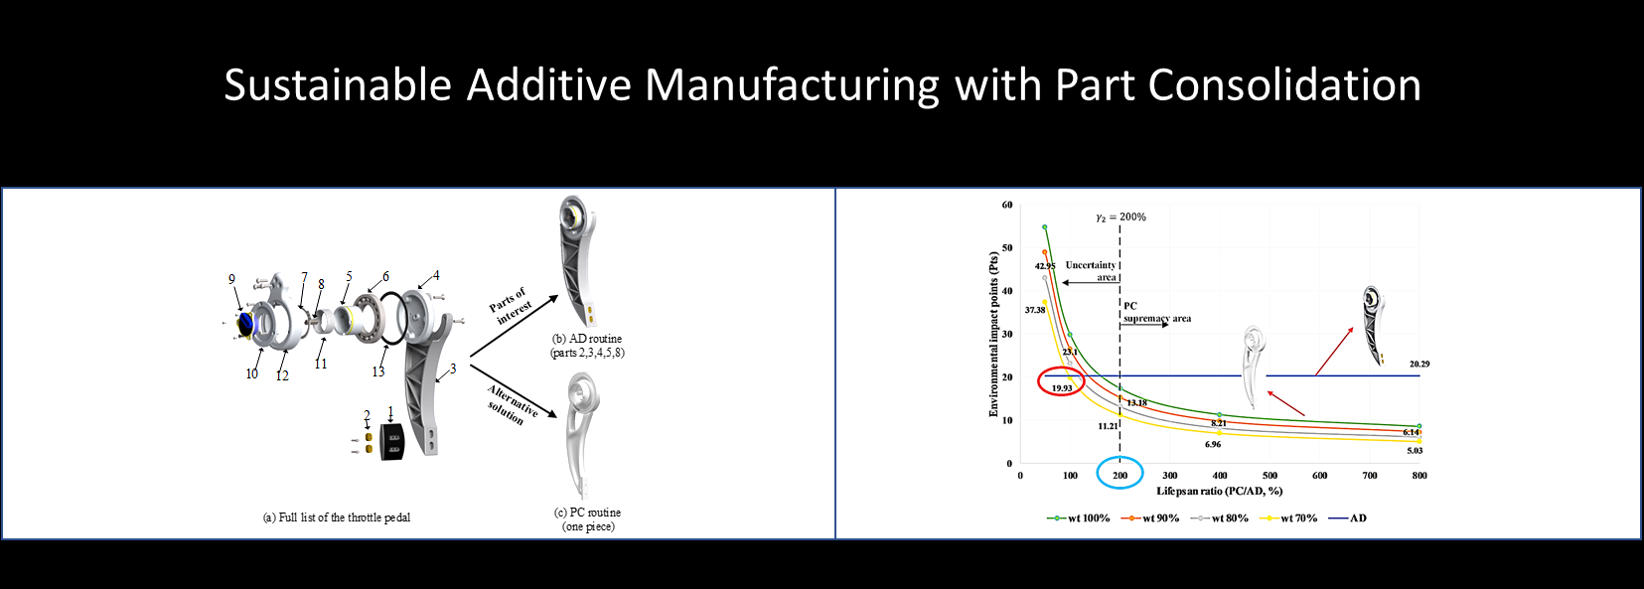 Sustainable Additive Manufacturing with Part Consolidation
9
7
8
5
6
4
10
12
11
13
3
2
1
Parts of
interest
Alternative
solution
(b) AD routine
(parts 2,3,4,5,8)
(c) PC routine
(one piece)
(a) Full list of the throttle pedal
Environmental impact points (Pts)
60
50
40
30
20
10
0
γ₂ = 200%
Uncertainty
area
PC
supremacy area
42.95
37.38
23.1
19.93
13.18
11.21
8.21
6.96
20.29
6.14
5.03
0 100 200 300 400 500 600 700 800
Lifepsan ratio (PC/AD, %)
wt 100% wt 90% wt 80% wt 70% AD